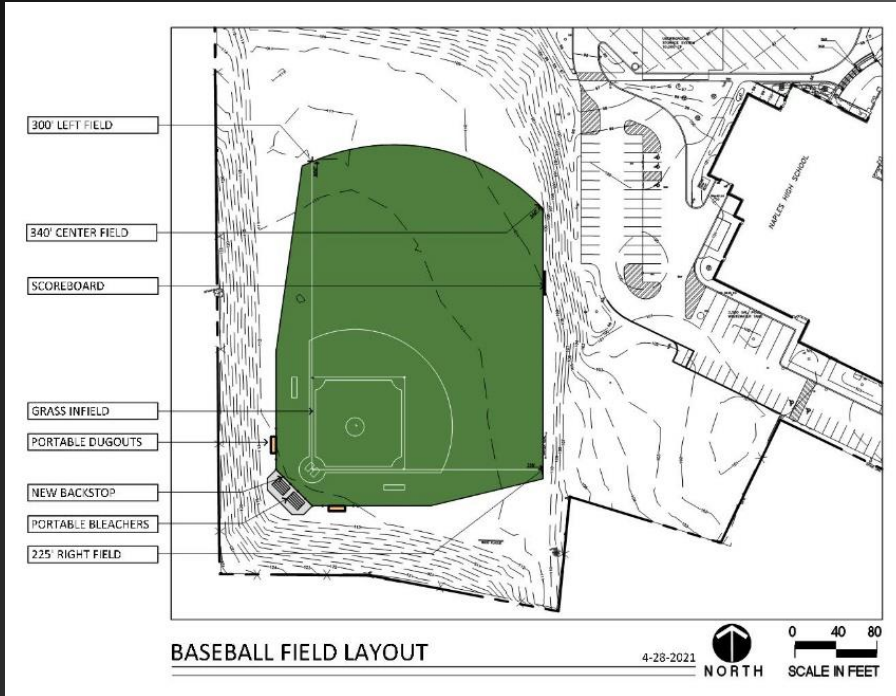 300' LEFT FIELD
340' CENTER FIELD
SCOREBOARD
GRASS INFIELD
PORTABLE DUGOUTS
NEW BACKSTOP
PORTABLE BLEACHERS
225' RIGHT FIELD
NAPLES HIGH SCHOOL
BASEBALL FIELD LAYOUT
4-28-2021
NORTH
0 40 80
SCALE IN FEET